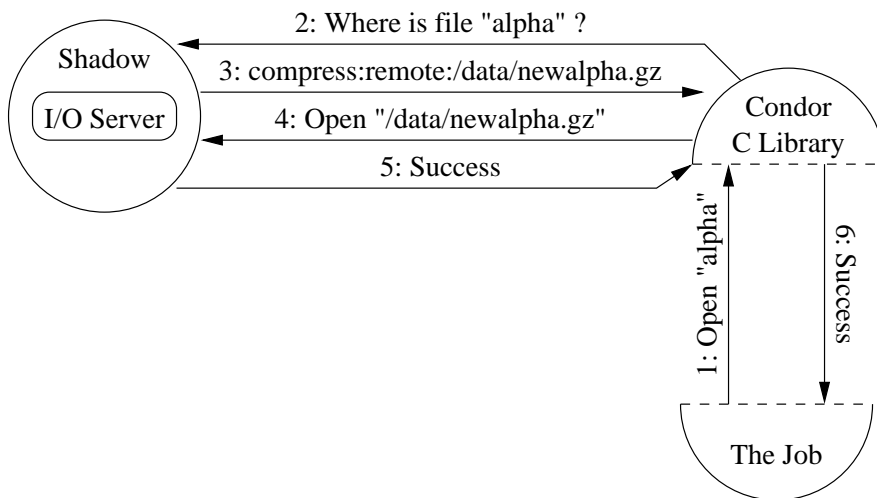 2: Where is file "alpha" ?
Shadow
3: compress:remote:/data/newalpha.gz
I/O Server
4: Open "/data/newalpha.gz"
5: Success
Condor
C Library
1: Open "alpha"
6: Success
The Job